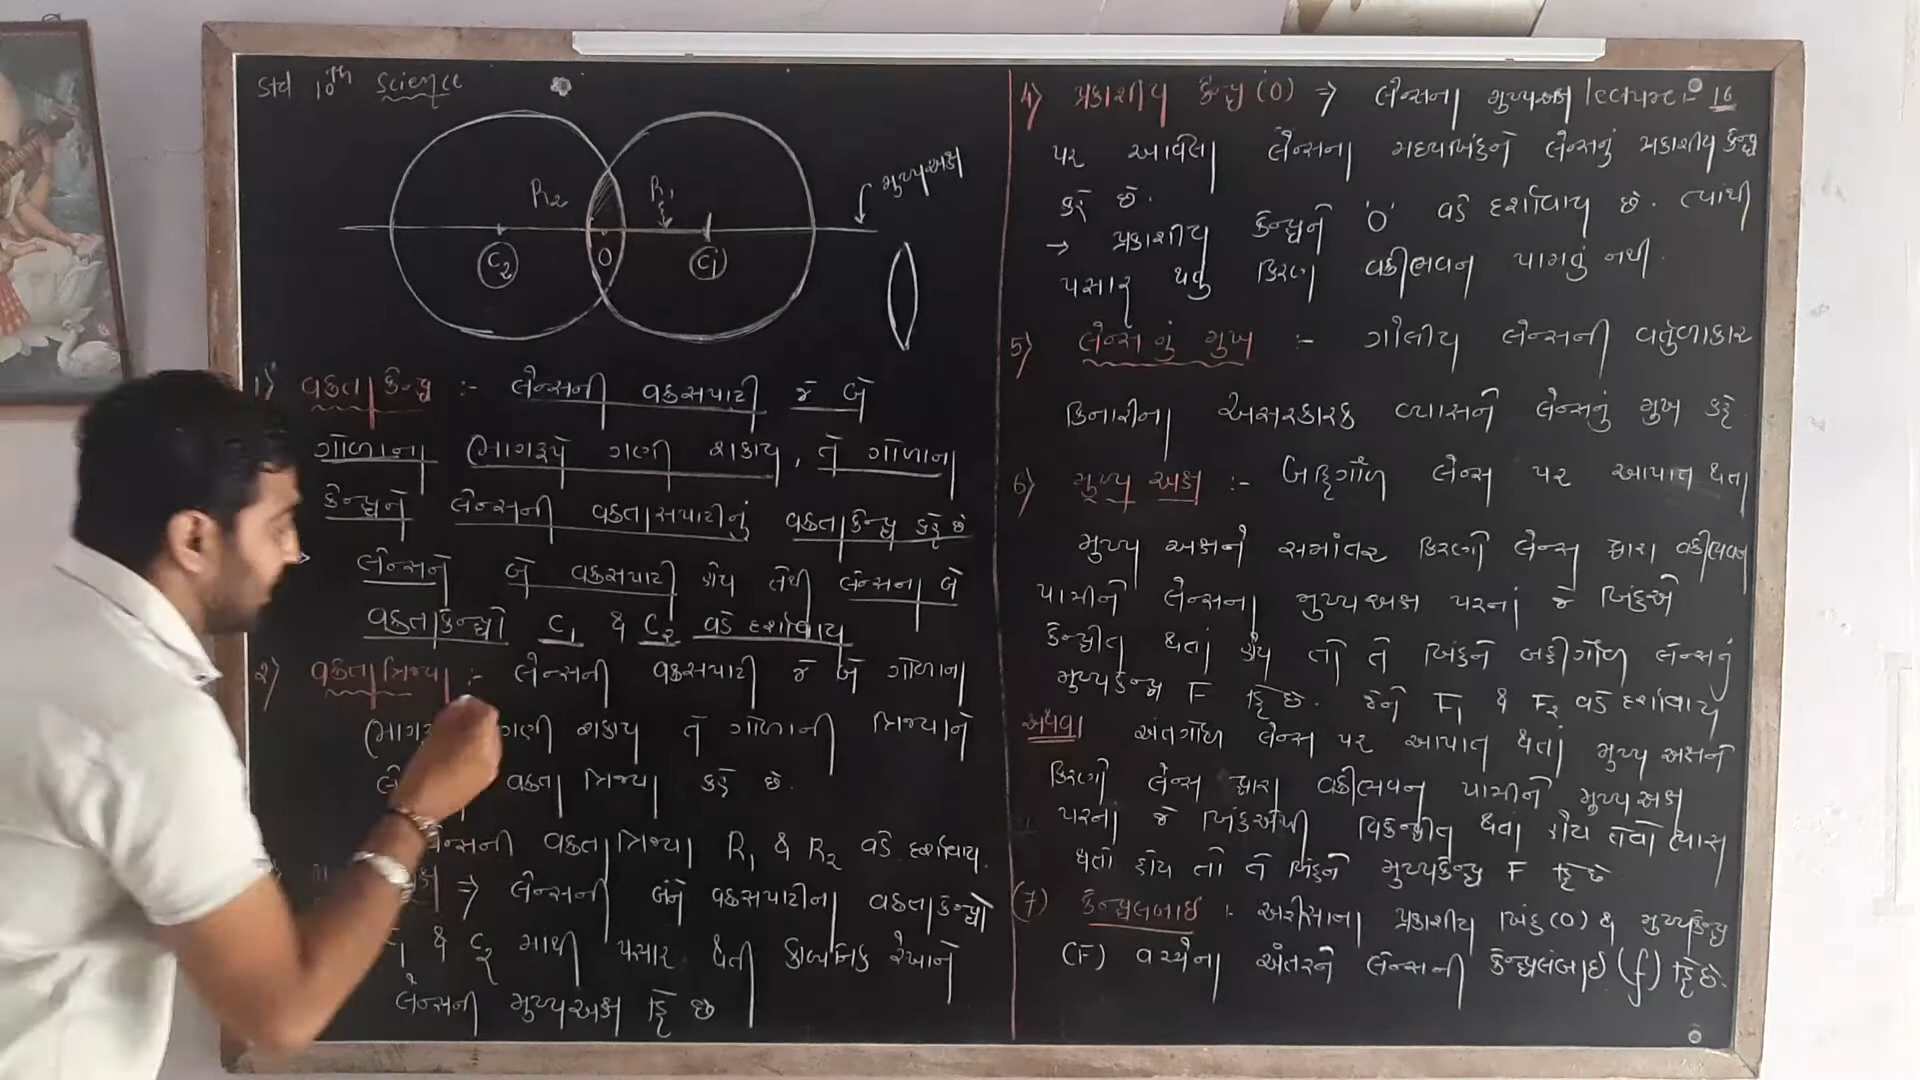 Std 10th Science
R2
R1
મુખ્યઅક્ષ
C2
O
C1
1) વક્રતાકેન્દ્ર :- લેન્સની વક્રસપાટી જે બે
ગોળાના ભાગરૂપે ગણી શકાય, તે ગોળાના
કેન્દ્રને લેન્સની વક્રતાસપાટીનું વક્રતાકેન્દ્ર કહે છે
લેન્સને બે વક્રસપાટી હોય તેથી લેન્સના બે
વક્રતાકેન્દ્રો C1 & C2 વડે દર્શાવાય
2) વક્રતાત્રિજ્યા :- લેન્સની વક્રસપાટી જે બે ગોળાના
ગણી શકાય તે ગોળાની ત્રિજ્યાને
વક્રતા ત્રિજ્યા કહે છે.
લેન્સની વક્રતાત્રિજ્યા R1 & R2 વડે દર્શાવાય.
⇒ લેન્સની બંને વક્રસપાટીના વક્રતાકેન્દ્રો
& C2 માંથી પસાર થતી કાલ્પનિક રેખાને
લેન્સની મુખ્યઅક્ષ કહે છે
4) પ્રકાશીય કેન્દ્ર (O) ⇒ લેન્સના મુખ્યઅક્ષ lecture :- 16
પર આવેલા લેન્સના મધ્યબિંદુને લેન્સનું પ્રકાશીય કેન્દ્ર
કહે છે.
→ પ્રકાશીય કેન્દ્રને 'O' વડે દર્શાવાય છે. ત્યાંથી
પસાર થતું કિરણ વક્રીભવન પામતું નથી.
5) લેન્સનું મુખ :- ગોલીય લેન્સની વર્તુળાકાર
કિનારીના અસરકારક વ્યાસને લેન્સનું મુખ કહે
6) મુખ્ય અક્ષ :- બહિર્ગોળ લેન્સ પર આપાત થતા
મુખ્ય અક્ષને સમાંતર કિરણો લેન્સ દ્વારા વક્રીભવન
પામીને લેન્સના મુખ્યઅક્ષ પરનાં જે બિંદુએ
કેન્દ્રીત થતાં હોય તો તે બિંદુને બહિર્ગોળ લેન્સનું
મુખ્યકેન્દ્ર F કહે છે. જેને F1 & F2 વડે દર્શાવાય
અથવા અંતર્ગોળ લેન્સ પર આપાત થતાં મુખ્ય અક્ષને
કિરણો લેન્સ દ્વારા વક્રીભવન પામીને મુખ્યઅક્ષ
પરનાં જે બિંદુએથી વિકેન્દ્રીત થતાં હોય તેવો ભાસ
થતો હોય તો તે બિંદુને મુખ્યકેન્દ્ર F કહે છે
(7) કેન્દ્રલંબાઈ :- અરીસાના પ્રકાશીય બિંદુ (O) & મુખ્યકેન્દ્ર
(F) વચ્ચેના અંતરને લેન્સની કેન્દ્રલંબાઈ (f) કહે છે.